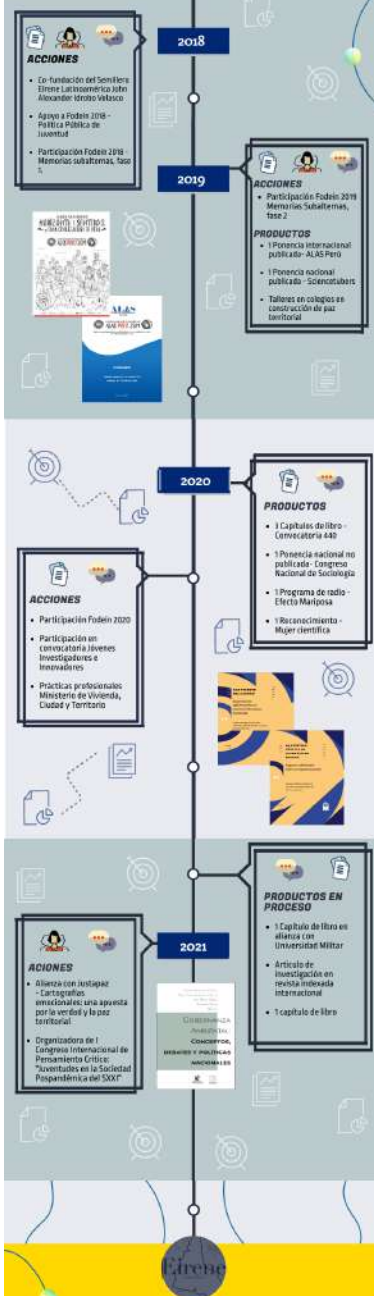 2018
ACCIONES
• Co-fundación del Semillero
Eirene Latinoamérica John
Alexander Idrobo Velasco
• Apoyo a Fodein 2018 -
Política Pública de
Juventud
• Participación Fodein 2018 -
Memorias subalternas, fase
1.
2019
ACCIONES
• Participación Fodein 2019
Memorias Subalternas,
fase 2
PRODUCTOS
• 1 Ponencia internacional
publicada- ALAS Perú
• 1 Ponencia nacional
publicada - Sciencetubers
• Talleres en colegios en
construcción de paz
territorial
ALAS
2020
PRODUCTOS
• 3 Capítulos de libro -
Convocatoria 440
• 1 Ponencia nacional no
publicada- Congreso
Nacional de Sociología
• 1 Programa de radio -
Efecto Mariposa
• 1 Reconocimiento -
Mujer científica
ACCIONES
• Participación Fodein 2020
• Participación en
convocatoria Jóvenes
Investigadores e
Innovadores
• Prácticas profesionales
Ministerio de Vivienda,
Ciudad y Territorio
PRODUCTOS EN
PROCESO
• 1 Capítulo de libro en
alianza con
Universidad Militar
• Artículo de
investigación en
revista indexada
internacional
• 1 capítulo de libro
2021
ACIONES
• Alianza con Justapaz
- Cartografías
emocionales: una apuesta
por la verdad y la paz
territorial
• Organizadora de I
Congreso Internacional de
Pensamiento Crítico:
"Juventudes en la Sociedad
Pospandémica del SXXI"
GOBERNANZA
AMBIENTAL:
CONCEPTOS,
DEBATES Y POLÍTICAS
NACIONALES
Eirene